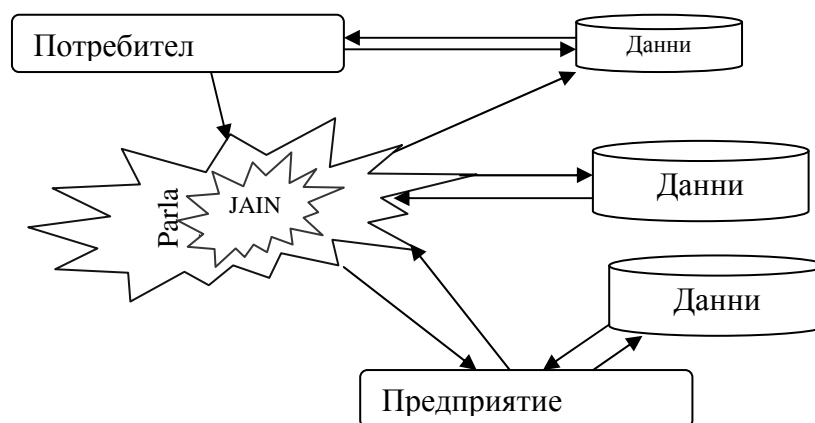 Потребител
Данни
Parla
JAIN
Данни
Данни
Предприятие